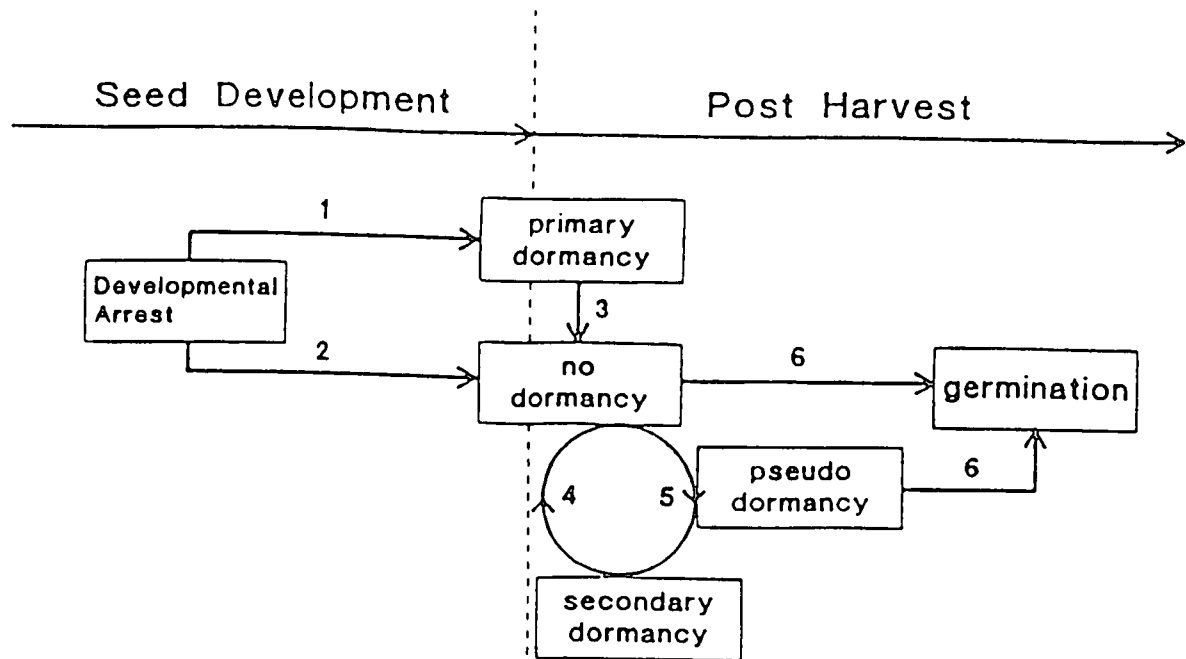 Seed Development
Post Harvest
1
primary
dormancy
Developmental
Arrest
3
2
no
dormancy
6
germination
4
5
pseudo
dormancy
6
secondary
dormancy